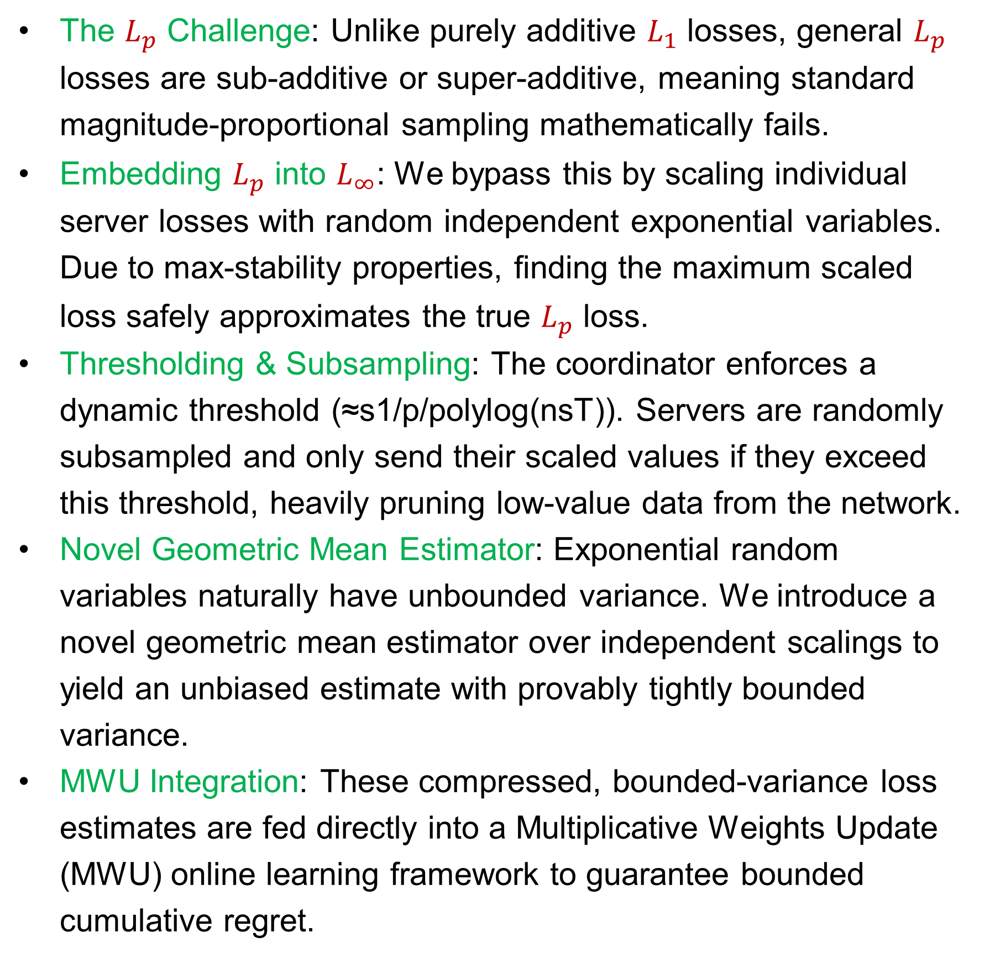 • The Lₚ Challenge: Unlike purely additive L₁ losses, general Lₚ
losses are sub-additive or super-additive, meaning standard
magnitude-proportional sampling mathematically fails.
• Embedding Lₚ into L∞: We bypass this by scaling individual
server losses with random independent exponential variables.
Due to max-stability properties, finding the maximum scaled
loss safely approximates the true Lₚ loss.
• Thresholding & Subsampling: The coordinator enforces a
dynamic threshold (≈s1/p/polylog(nsT)). Servers are randomly
subsampled and only send their scaled values if they exceed
this threshold, heavily pruning low-value data from the network.
• Novel Geometric Mean Estimator: Exponential random
variables naturally have unbounded variance. We introduce a
novel geometric mean estimator over independent scalings to
yield an unbiased estimate with provably tightly bounded
variance.
• MWU Integration: These compressed, bounded-variance loss
estimates are fed directly into a Multiplicative Weights Update
(MWU) online learning framework to guarantee bounded
cumulative regret.